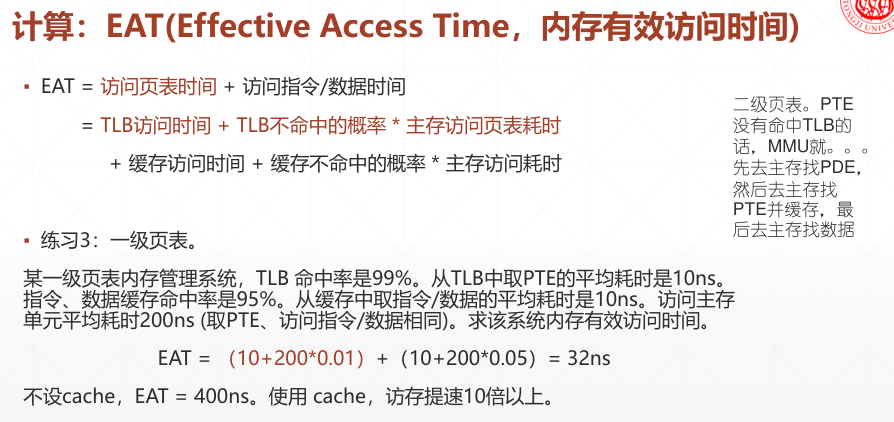 计算：EAT(Effective Access Time，内存有效访问时间)
▪ EAT = 访问页表时间 + 访问指令/数据时间
= TLB访问时间 + TLB不命中的概率 * 主存访问页表耗时
+ 缓存访问时间 + 缓存不命中的概率 * 主存访问耗时
二级页表。PTE
没有命中TLB的
话，MMU就。。。
先去主存找PDE，
然后去主存找
PTE并缓存，最
后去主存找数据
▪ 练习3：一级页表。
某一级页表内存管理系统，TLB 命中率是99%。从TLB中取PTE的平均耗时是10ns。
指令、数据缓存命中率是95%。从缓存中取指令/数据的平均耗时是10ns。访问主存
单元平均耗时200ns (取PTE、访问指令/数据相同)。求该系统内存有效访问时间。
EAT = （10+200*0.01）+（10+200*0.05）= 32ns
不设cache，EAT = 400ns。使用 cache，访存提速10倍以上。